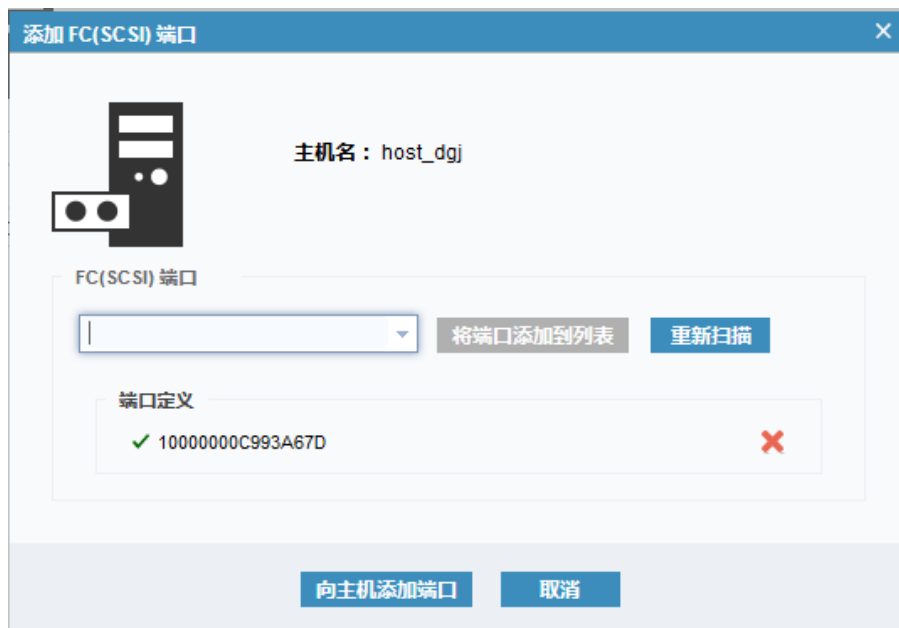 添加 FC(SCSI) 端口
主机名： host_dgj
FC(SCSI) 端口
将端口添加到列表 重新扫描
端口定义
10000000C993A67D
向主机添加端口 取消